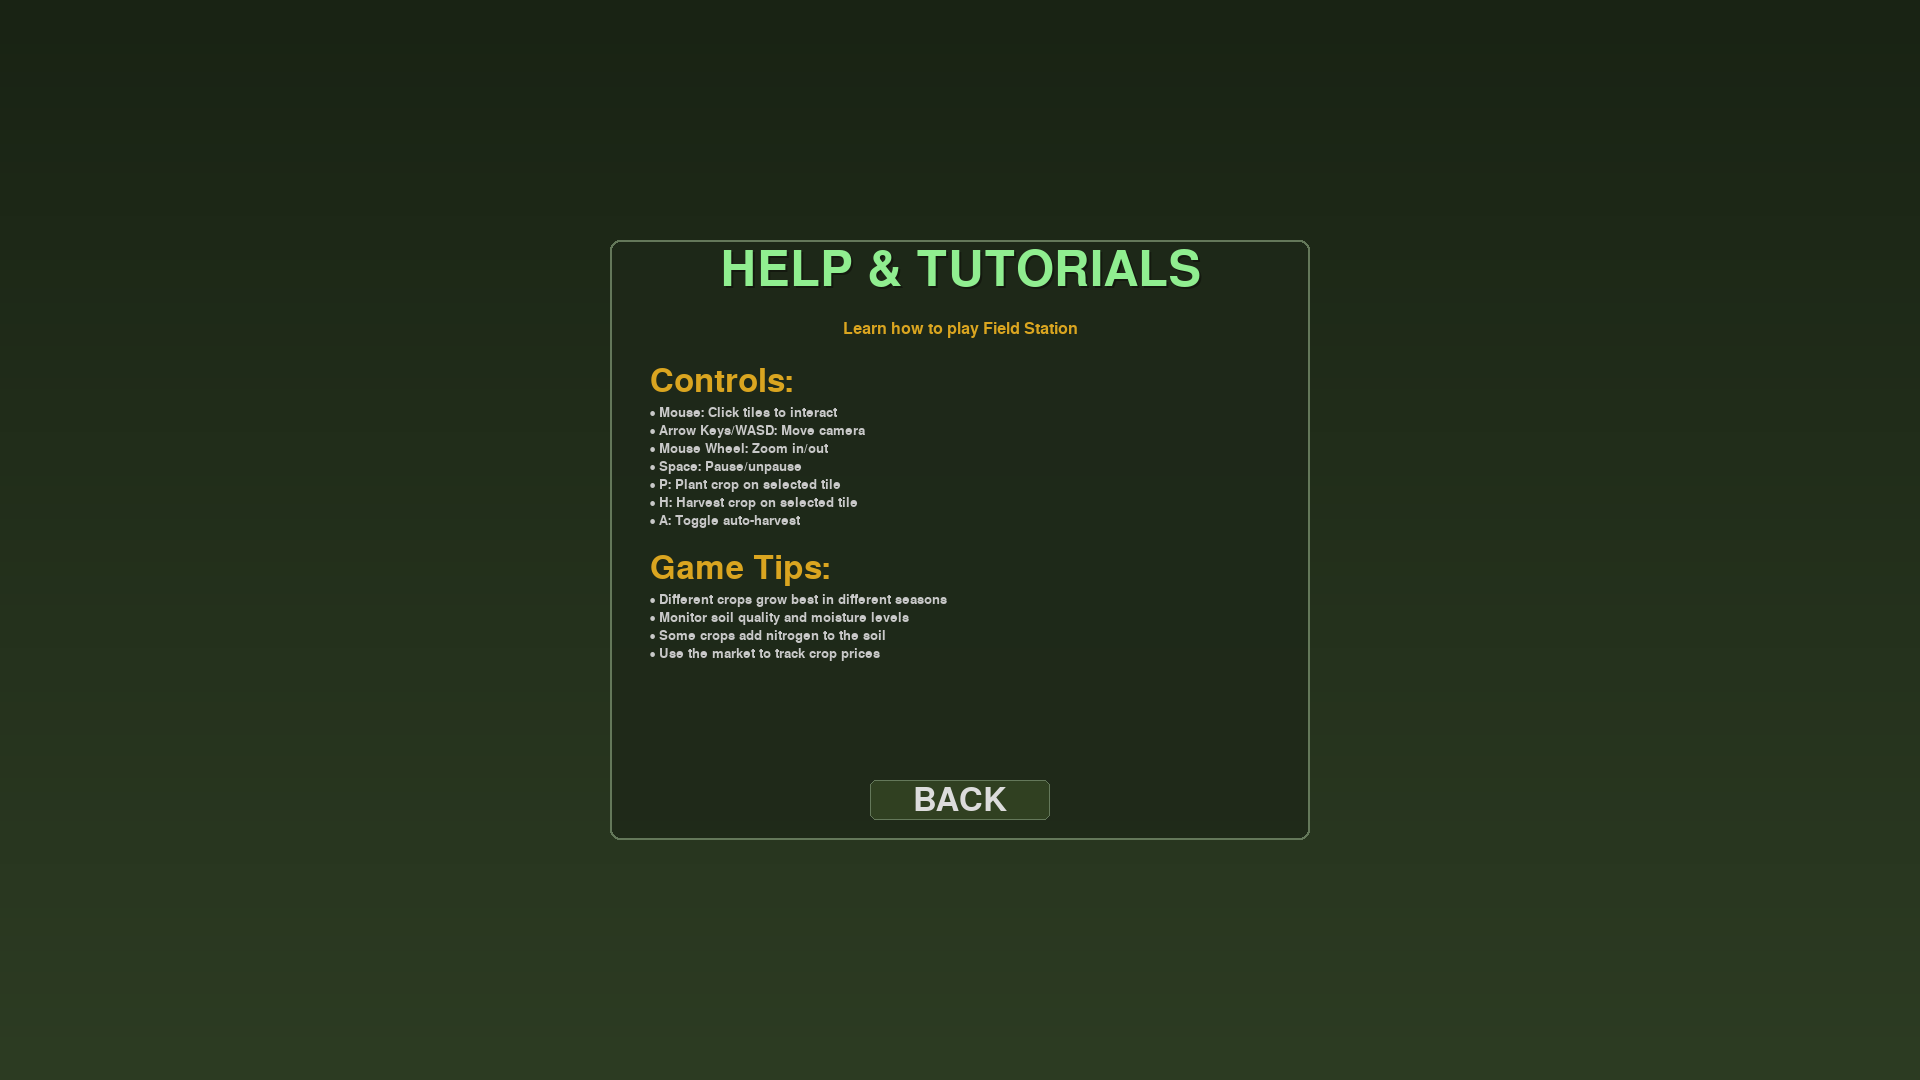 HELP & TUTORIALS
Learn how to play Field Station
Controls:
• Mouse: Click tiles to interact
• Arrow Keys/WASD: Move camera
• Mouse Wheel: Zoom in/out
• Space: Pause/unpause
• P: Plant crop on selected tile
• H: Harvest crop on selected tile
• A: Toggle auto-harvest
Game Tips:
• Different crops grow best in different seasons
• Monitor soil quality and moisture levels
• Some crops add nitrogen to the soil
• Use the market to track crop prices
BACK